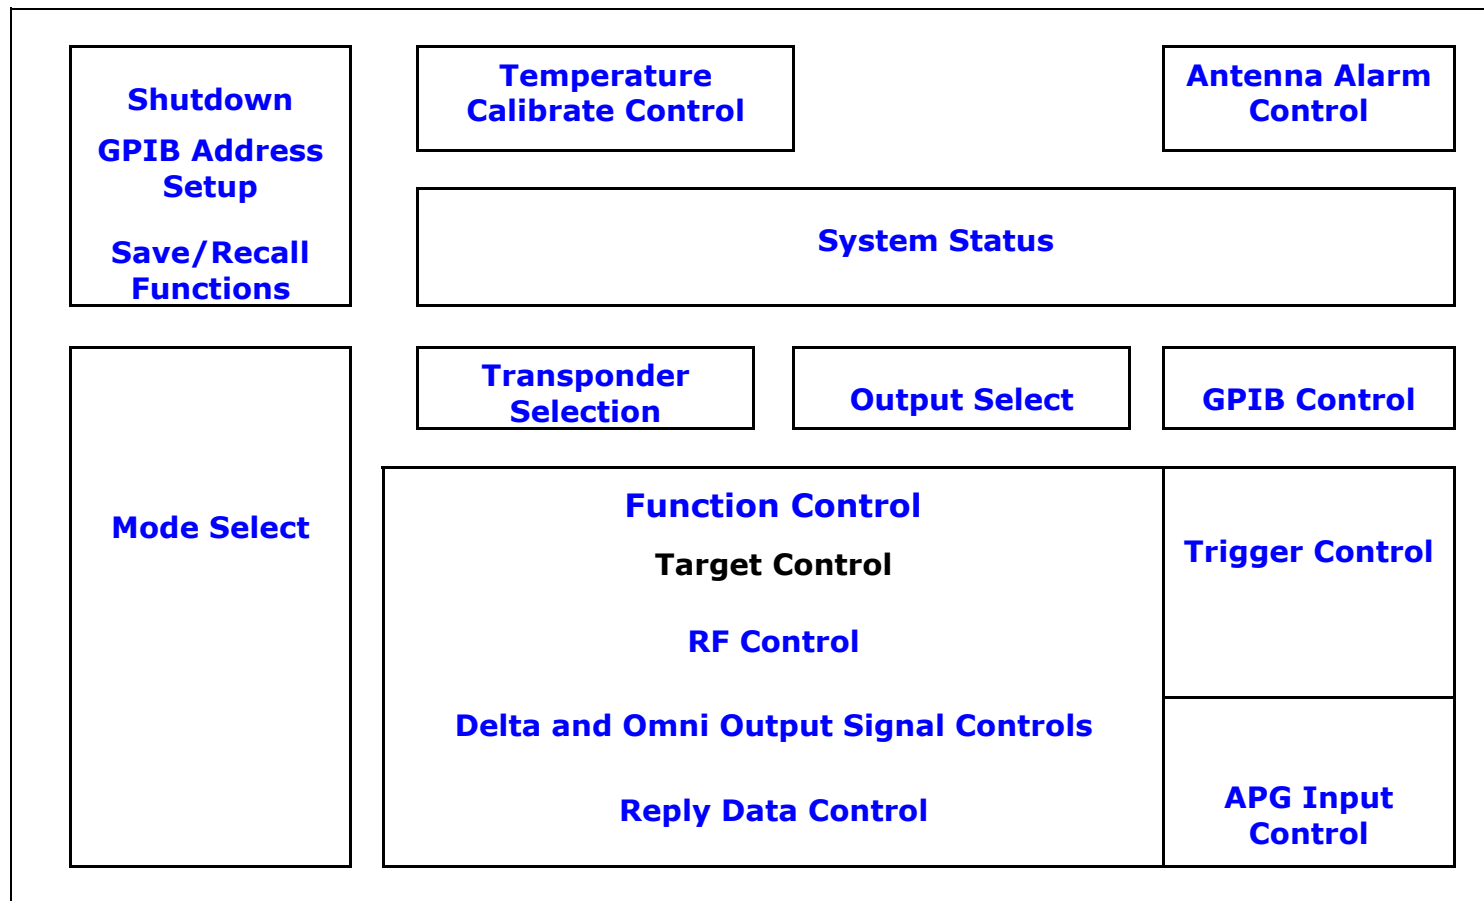 Shutdown
GPIB Address
Setup
Save/Recall
Functions
Temperature
Calibrate Control
Antenna Alarm
Control
System Status
Mode Select
Transponder
Selection
Output Select
GPIB Control
Function Control
Target Control
RF Control
Delta and Omni Output Signal Controls
Reply Data Control
Trigger Control
APG Input
Control